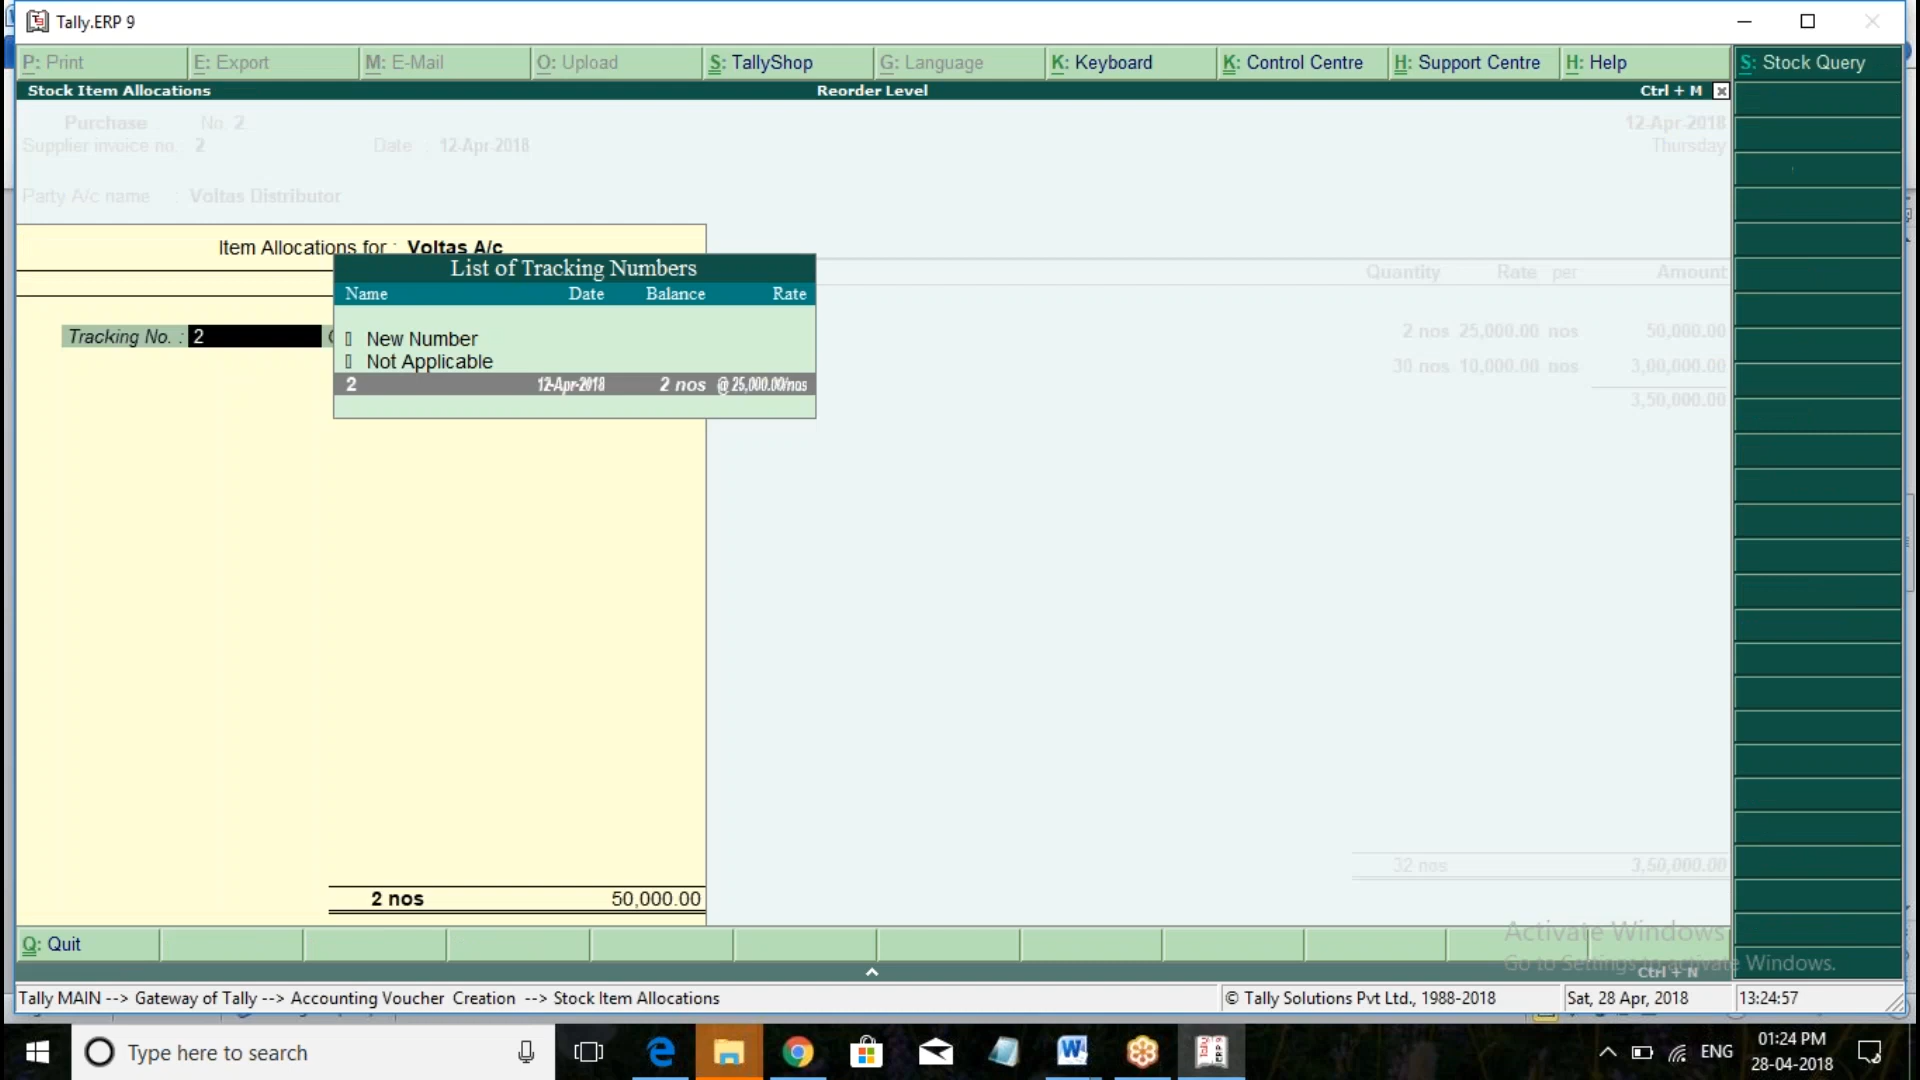 Tally.ERP 9
P: Print E: Export M: E-Mail O: Upload S: TallyShop G: Language K: Keyboard K: Control Centre H: Support Centre H: Help S: Stock Query
Stock Item Allocations Reorder Level Ctrl + M
Purchase No. 2 12-Apr-2018
Supplier invoice no. : 2 Date : 12-Apr-2018 Thursday
Party A/c name : Voltas Distributor
Item Allocations for : Voltas A/c
List of Tracking Numbers
Quantity Rate per Amount
Name Date Balance Rate
Tracking No. : 2
New Number
2 nos 25,000.00 nos 50,000.00
Not Applicable
30 nos 10,000.00 nos 3,00,000.00
2 12-Apr-2018 2 nos @ 25,000.00/nos
3,50,000.00
32 nos 3,50,000.00
2 nos 50,000.00
Q: Quit
Activate Windows
Go to Settings to activate Windows.
Ctrl + N
Tally MAIN --> Gateway of Tally --> Accounting Voucher Creation --> Stock Item Allocations © Tally Solutions Pvt Ltd., 1988-2018 Sat, 28 Apr, 2018 13:24:57
Type here to search ENG 01:24 PM
28-04-2018